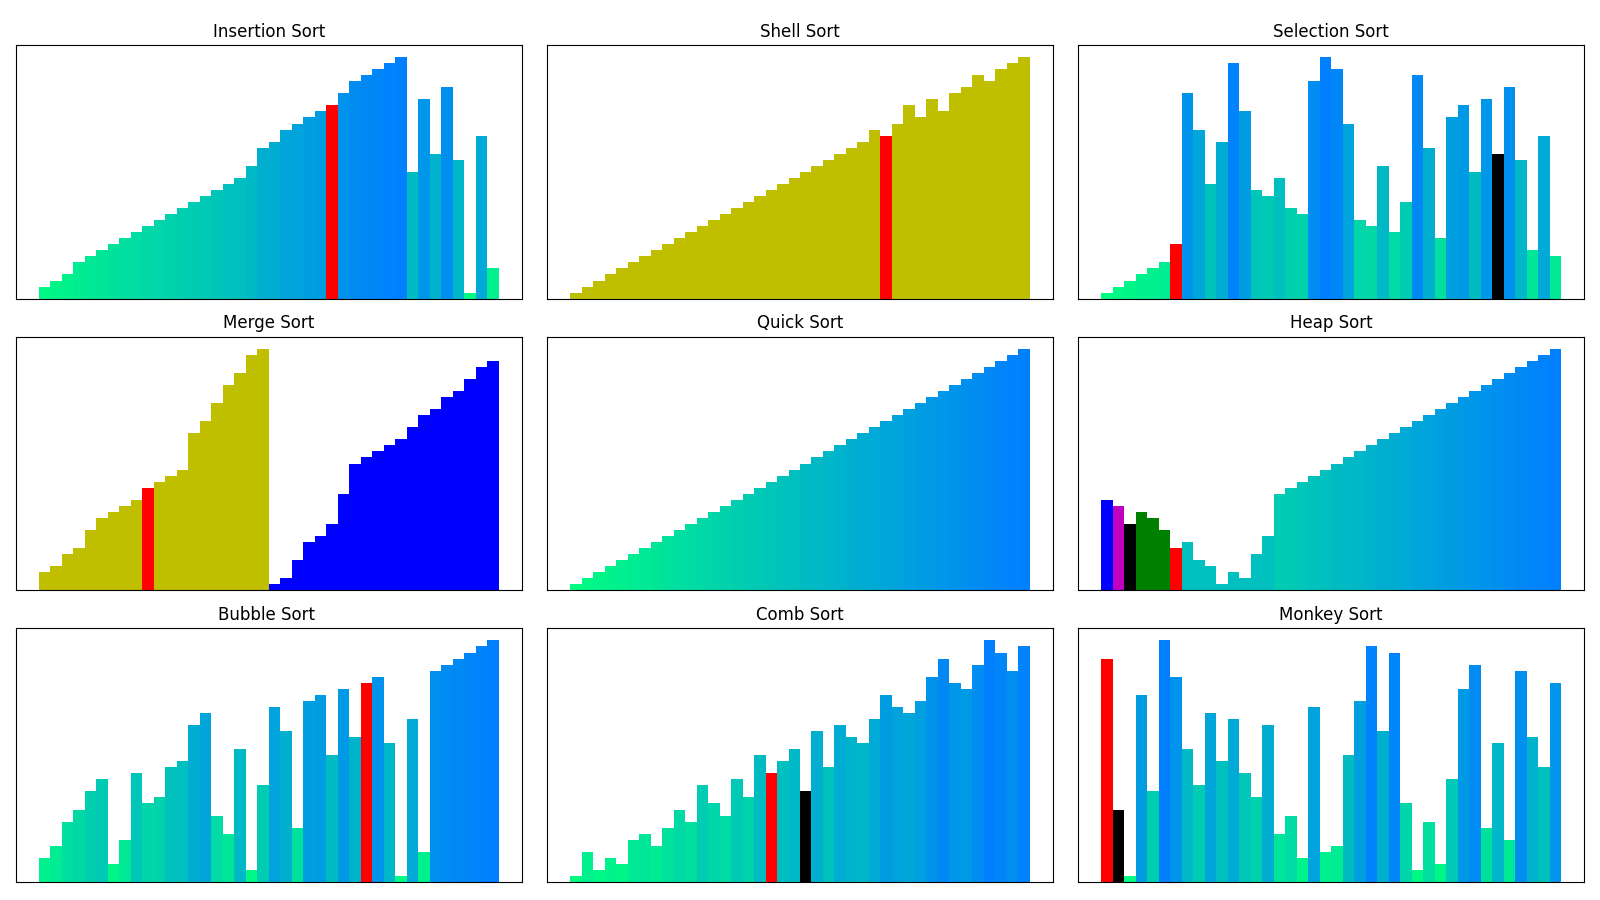 Insertion Sort
Shell Sort
Selection Sort
Merge Sort
Quick Sort
Heap Sort
Bubble Sort
Comb Sort
Monkey Sort